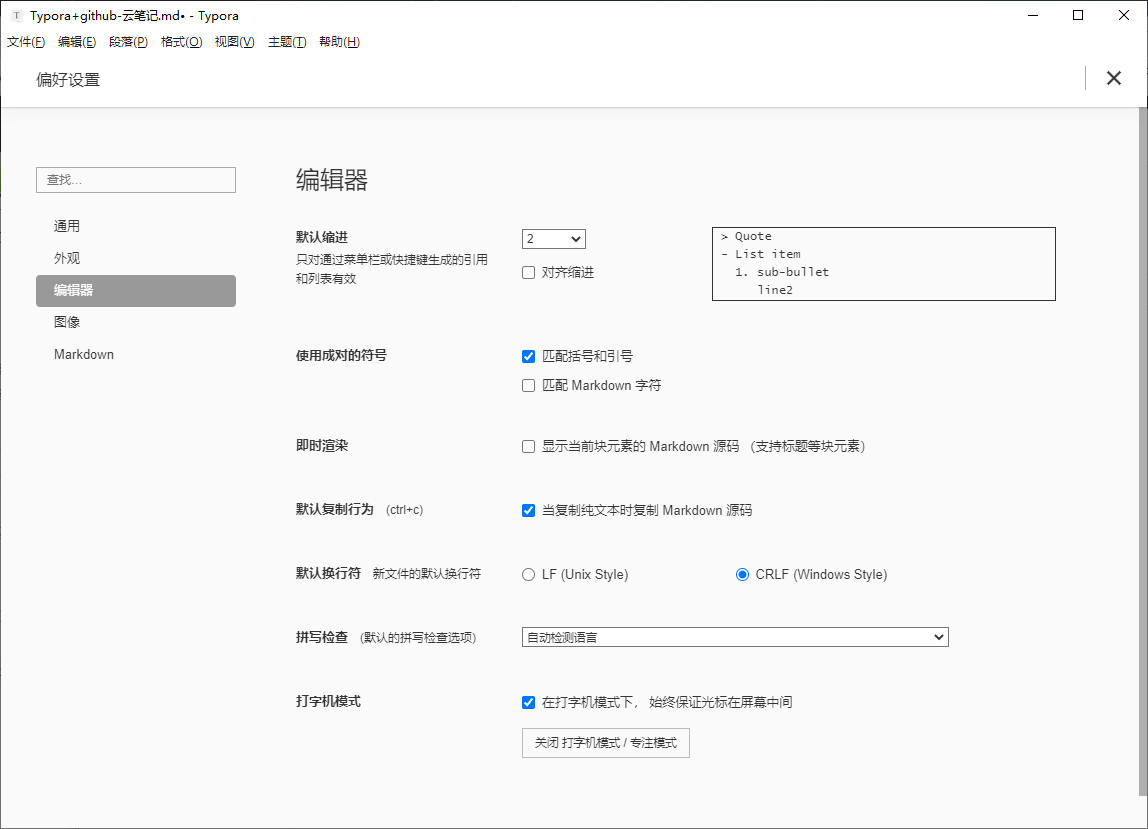 Typora+github-云笔记.md• - Typora
文件(F) 编辑(E) 段落(P) 格式(O) 视图(V) 主题(T) 帮助(H)
偏好设置
查找...
通用
外观
编辑器
图像
Markdown
编辑器
默认缩进
只对通过菜单栏或快捷键生成的引用
和列表有效
2
对齐缩进
> Quote
- List item
1. sub-bullet
line2
使用成对的符号
匹配括号和引号
匹配 Markdown 字符
即时渲染
显示当前块元素的 Markdown 源码 （支持标题等块元素）
默认复制行为 (ctrl+c)
当复制纯文本时复制 Markdown 源码
默认换行符 新文件的默认换行符
LF (Unix Style)
CRLF (Windows Style)
拼写检查 (默认的拼写检查选项)
自动检测语言
打字机模式
在打字机模式下， 始终保证光标在屏幕中间
关闭 打字机模式 / 专注模式